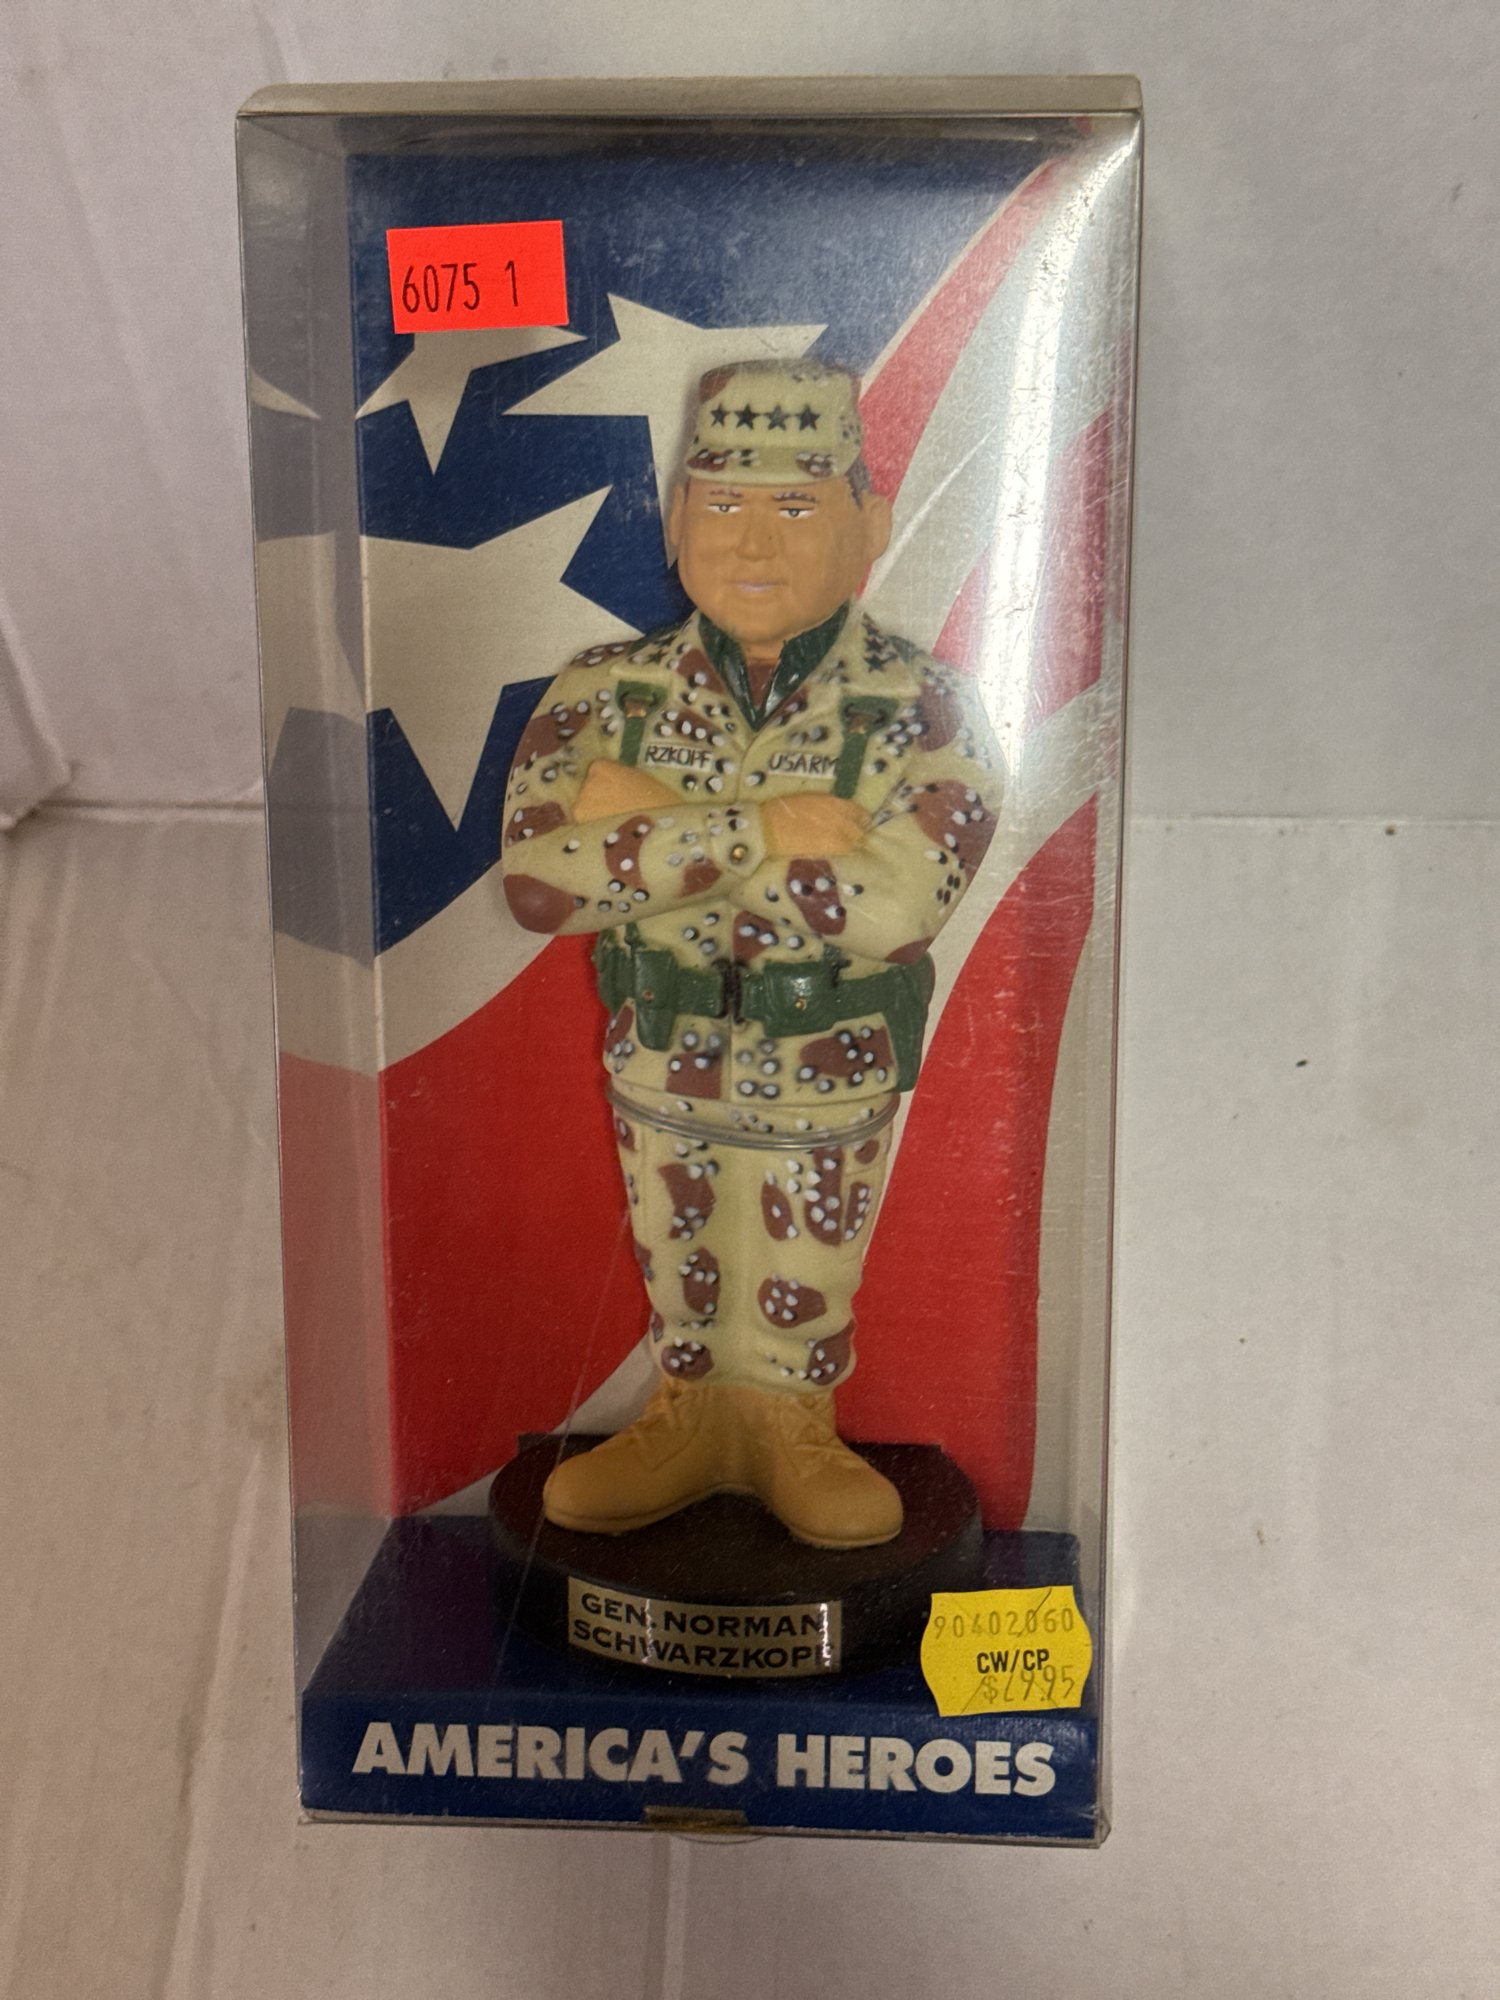 6075 1
RZKOPF USARM
GEN. NORMAN
SCHWARZKOPF
90402060
CW/CP
AMERICA'S HEROES